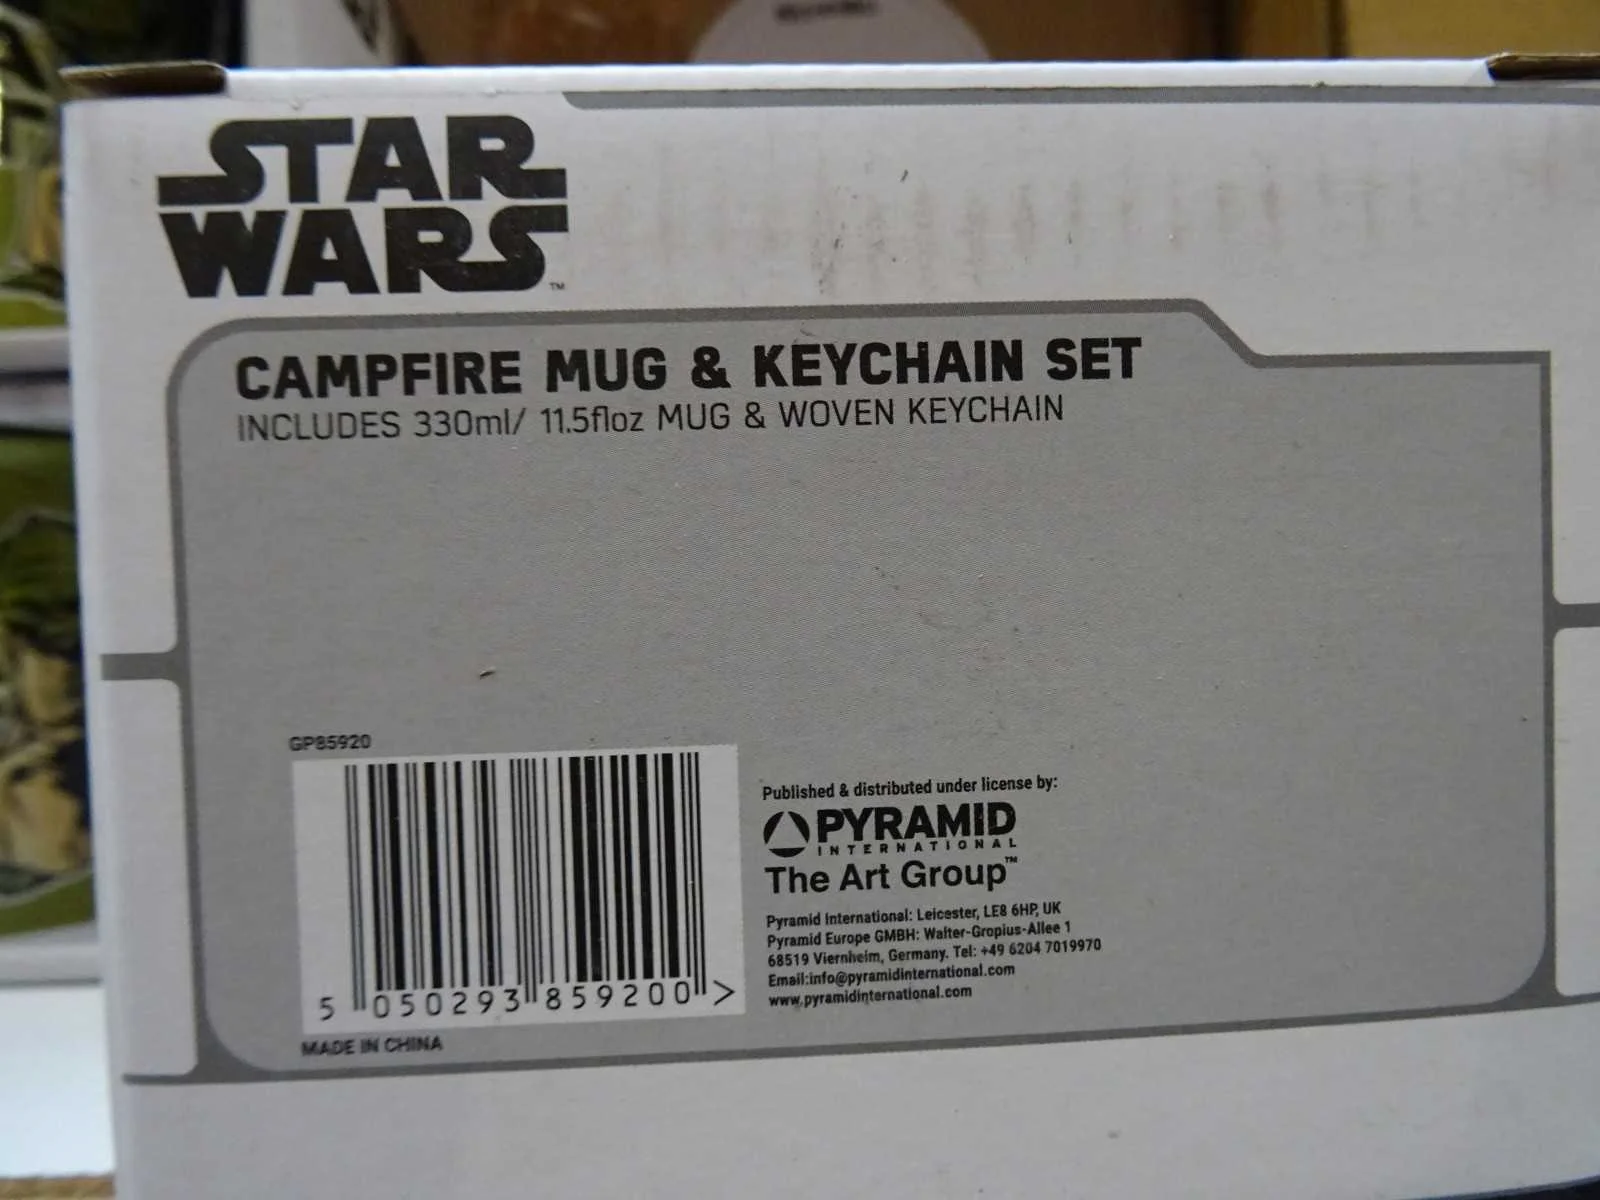 STAR
WARS™
CAMPFIRE MUG & KEYCHAIN SET
INCLUDES 330ml/ 11.5floz MUG & WOVEN KEYCHAIN
GP85920
5 050293 859200 >
MADE IN CHINA
Published & distributed under license by:
PYRAMID
INTERNATIONAL
The Art Group™
Pyramid International: Leicester, LE8 6HP, UK
Pyramid Europe GMBH: Walter-Gropius-Allee 1
68519 Viernheim, Germany. Tel: +49 6204 7019970
Email:info@pyramidinternational.com
www.pyramidinternational.com